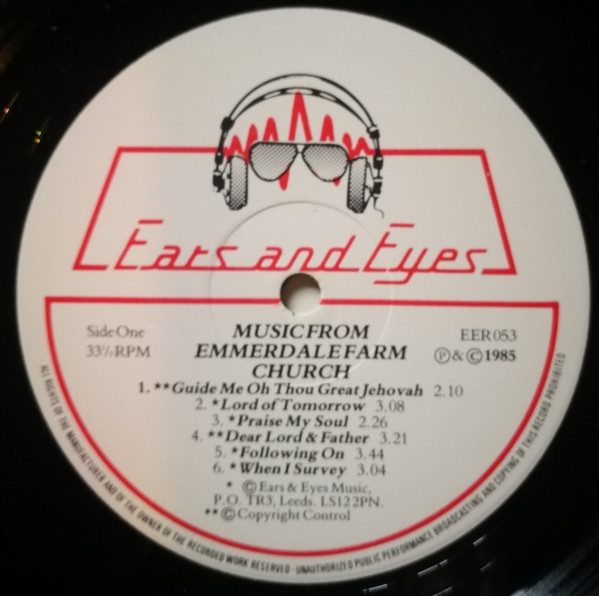 Ears and Eyes
Side One
33⅓ RPM
MUSIC FROM
EMMERDALE FARM
CHURCH
EER 053
Ⓟ & © 1985
1. **Guide Me Oh Thou Great Jehovah 2.10
2. *Lord of Tomorrow 3.08
3. *Praise My Soul 2.26
4. **Dear Lord & Father 3.21
5. *Following On 3.44
6. *When I Survey 3.04
* © Ears & Eyes Music,
P.O. TR3, Leeds. LS12 2PN.
**© Copyright Control
ALL RIGHTS OF THE MANUFACTURER AND OF THE OWNER OF THE RECORDED WORK RESERVED · UNAUTHORIZED PUBLIC PERFORMANCE BROADCASTING AND COPYING OF THIS RECORD PROHIBITED